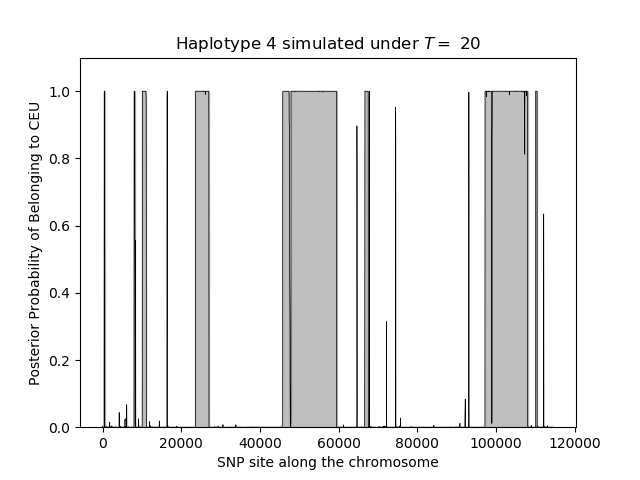 Haplotype 4 simulated under T = 20
Posterior Probability of Belonging to CEU
1.0
0.8
0.6
0.4
0.2
0.0
0 20000 40000 60000 80000 100000 120000
SNP site along the chromosome